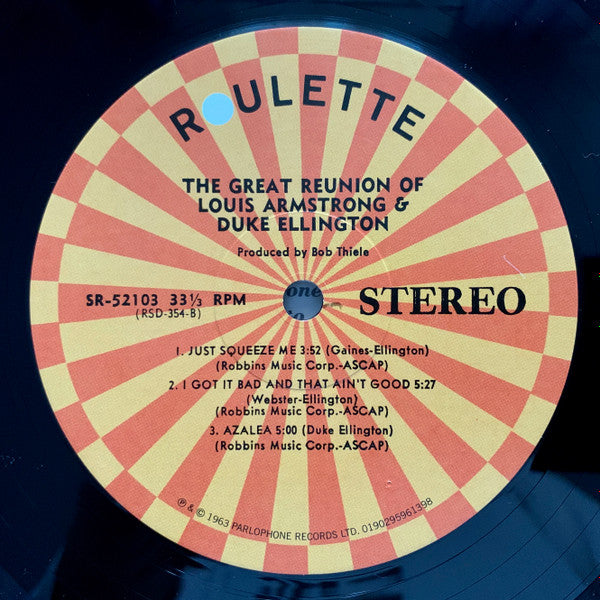 ROULETTE
THE GREAT REUNION OF
LOUIS ARMSTRONG &
DUKE ELLINGTON
Produced by Bob Thiele
SR-52103 33⅓ RPM
(RSD-354-B)
one
STEREO
1. JUST SQUEEZE ME 3:52 (Gaines-Ellington)
(Robbins Music Corp.-ASCAP)
2. I GOT IT BAD AND THAT AIN'T GOOD 5:27
(Webster-Ellington)
(Robbins Music Corp.-ASCAP)
3. AZALEA 5:00 (Duke Ellington)
(Robbins Music Corp.-ASCAP)
℗ & © 1963 PARLOPHONE RECORDS LTD. 0190295961398